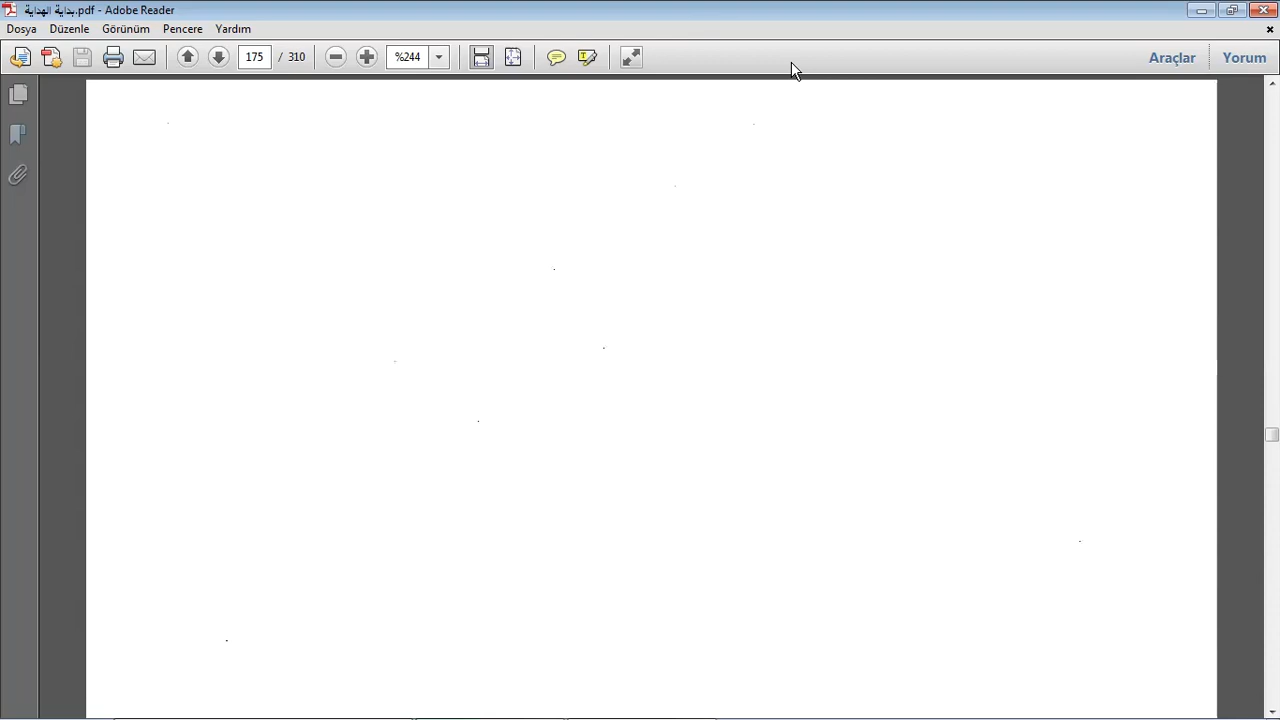 بداية الهداية.pdf - Adobe Reader
Dosya Düzenle Görünüm Pencere Yardım
175 / 310 %244 Araçlar Yorum